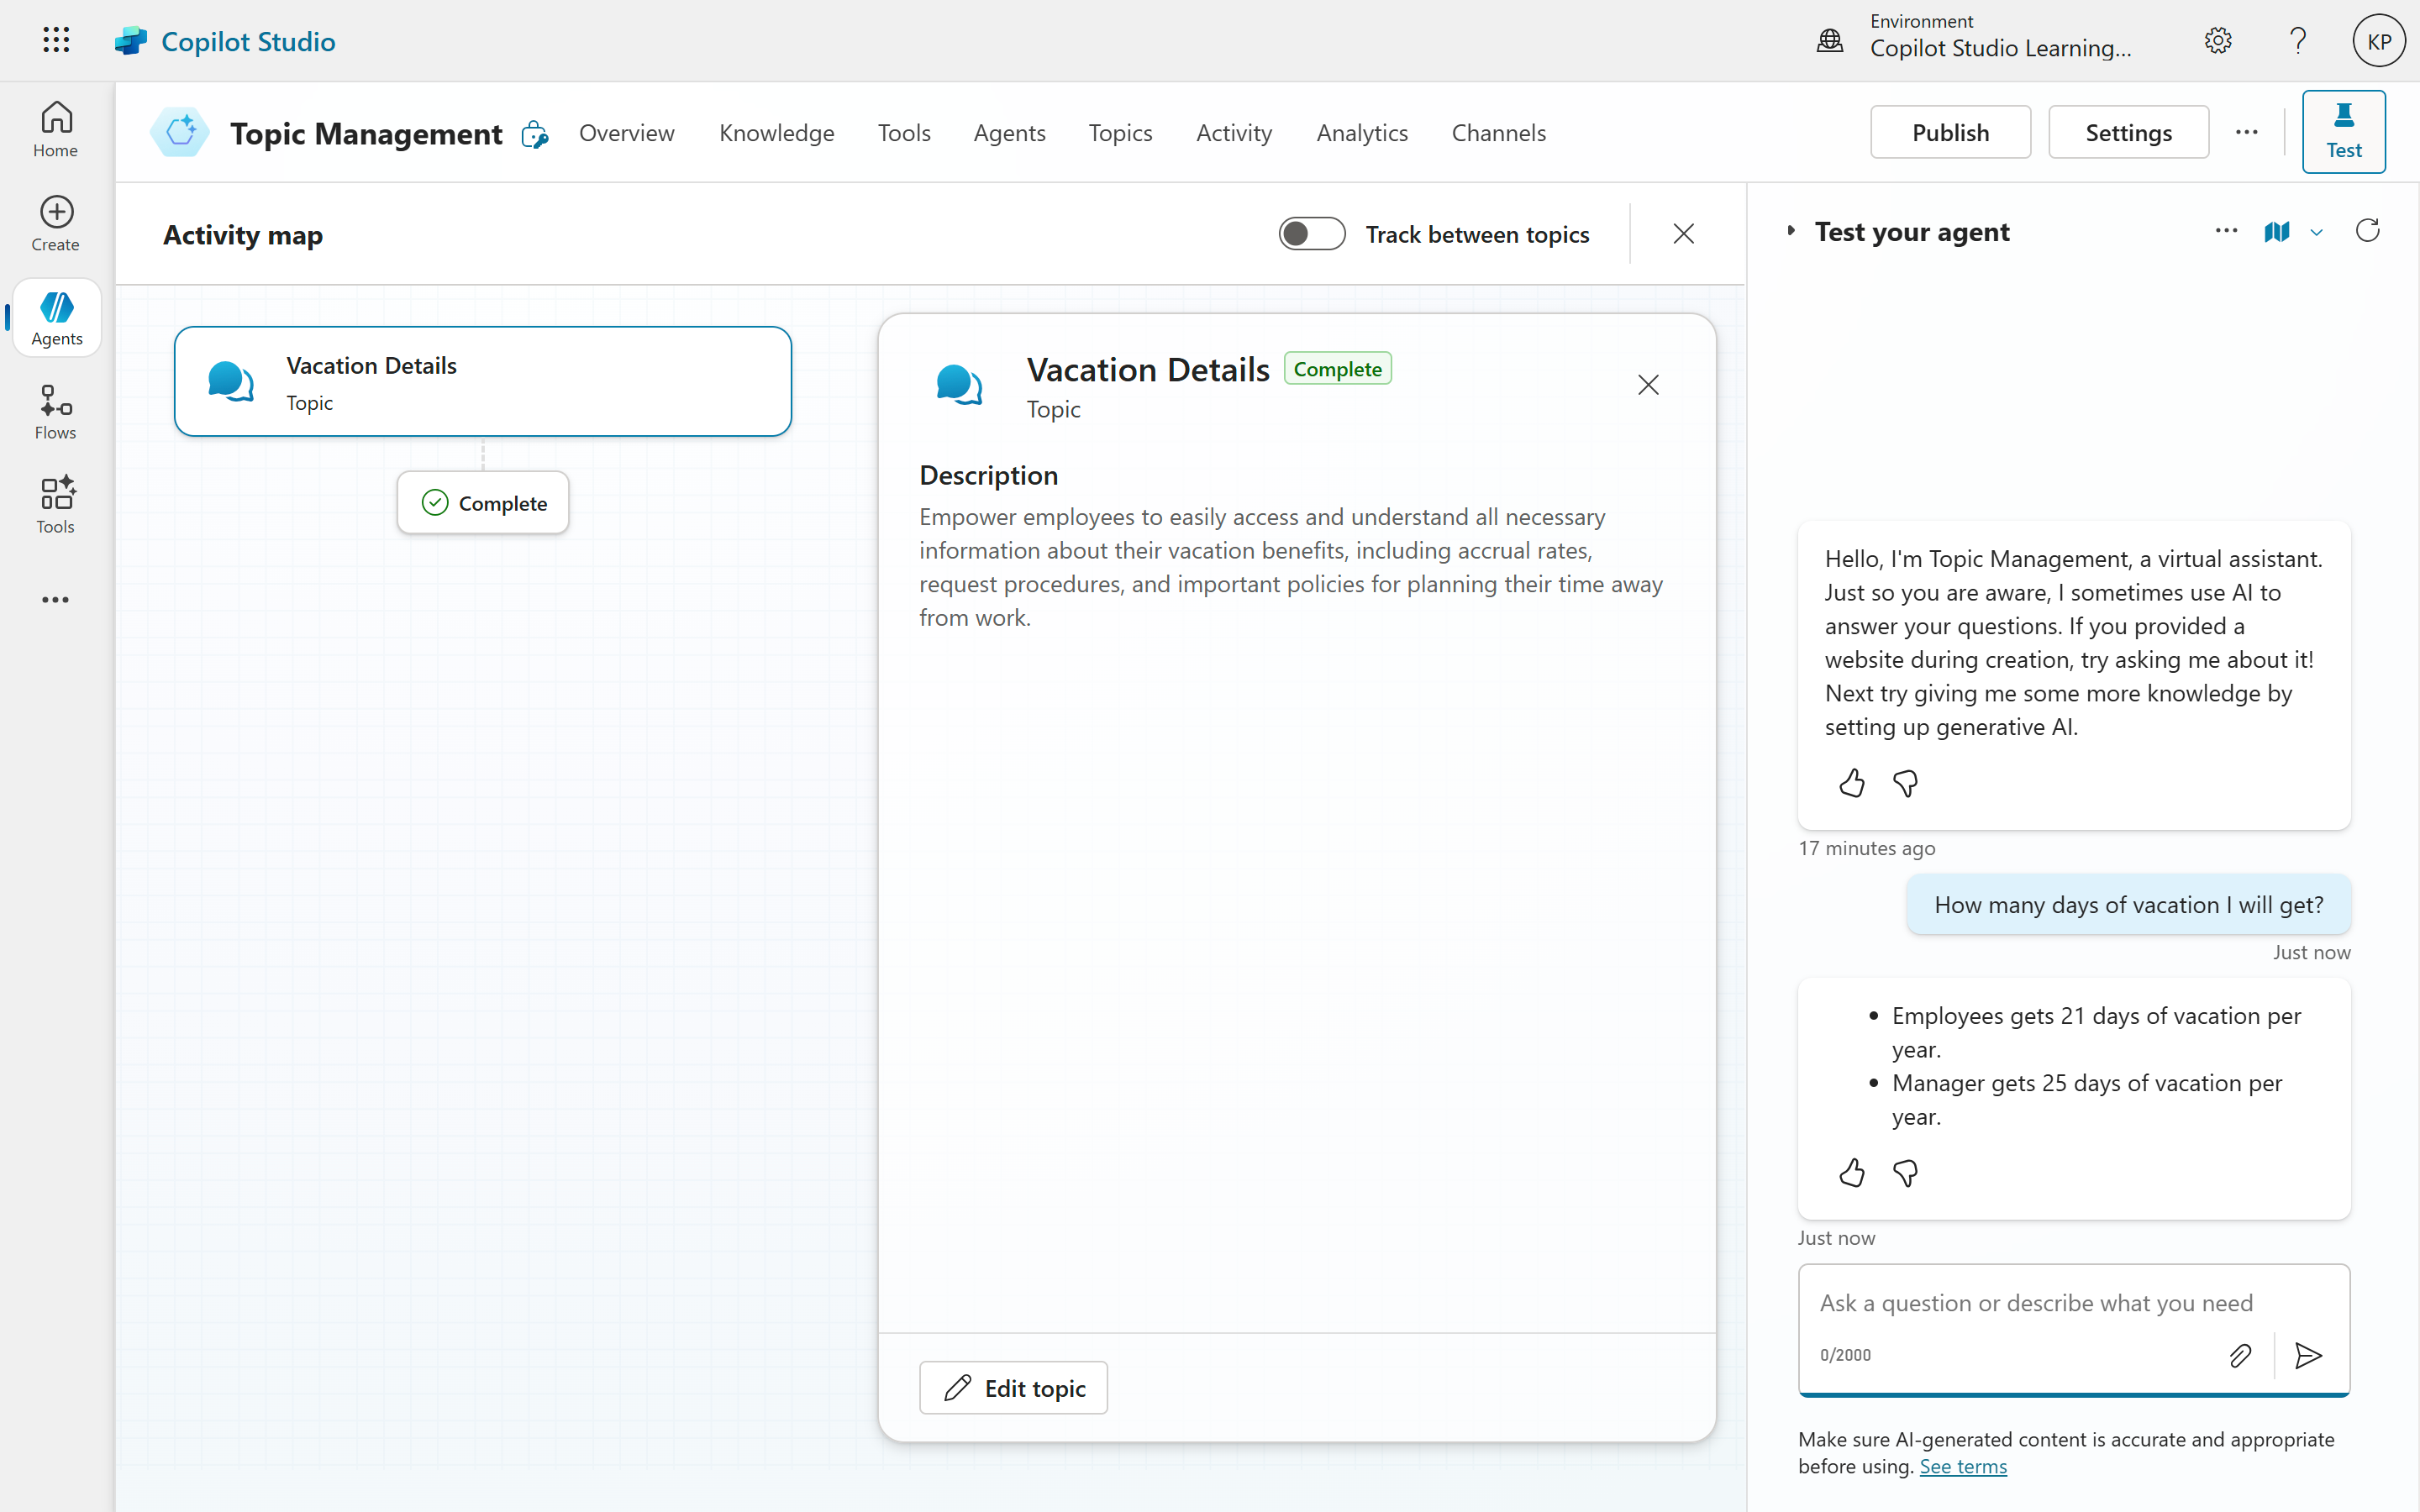 Copilot Studio
Environment
Copilot Studio Learning...
KP
Home
Create
Agents
Flows
Tools
Topic Management
Overview
Knowledge
Tools
Agents
Topics
Activity
Analytics
Channels
Publish
Settings
Test
Activity map
Track between topics
Vacation Details
Topic
Complete
Vacation Details
Complete
Topic
Description
Empower employees to easily access and understand all necessary
information about their vacation benefits, including accrual rates,
request procedures, and important policies for planning their time away
from work.
Edit topic
Test your agent
Hello, I'm Topic Management, a virtual assistant.
Just so you are aware, I sometimes use AI to
answer your questions. If you provided a
website during creation, try asking me about it!
Next try giving me some more knowledge by
setting up generative AI.
17 minutes ago
How many days of vacation I will get?
Just now
• Employees gets 21 days of vacation per
year.
• Manager gets 25 days of vacation per
year.
Just now
Ask a question or describe what you need
0/2000
Make sure AI-generated content is accurate and appropriate
before using. See terms